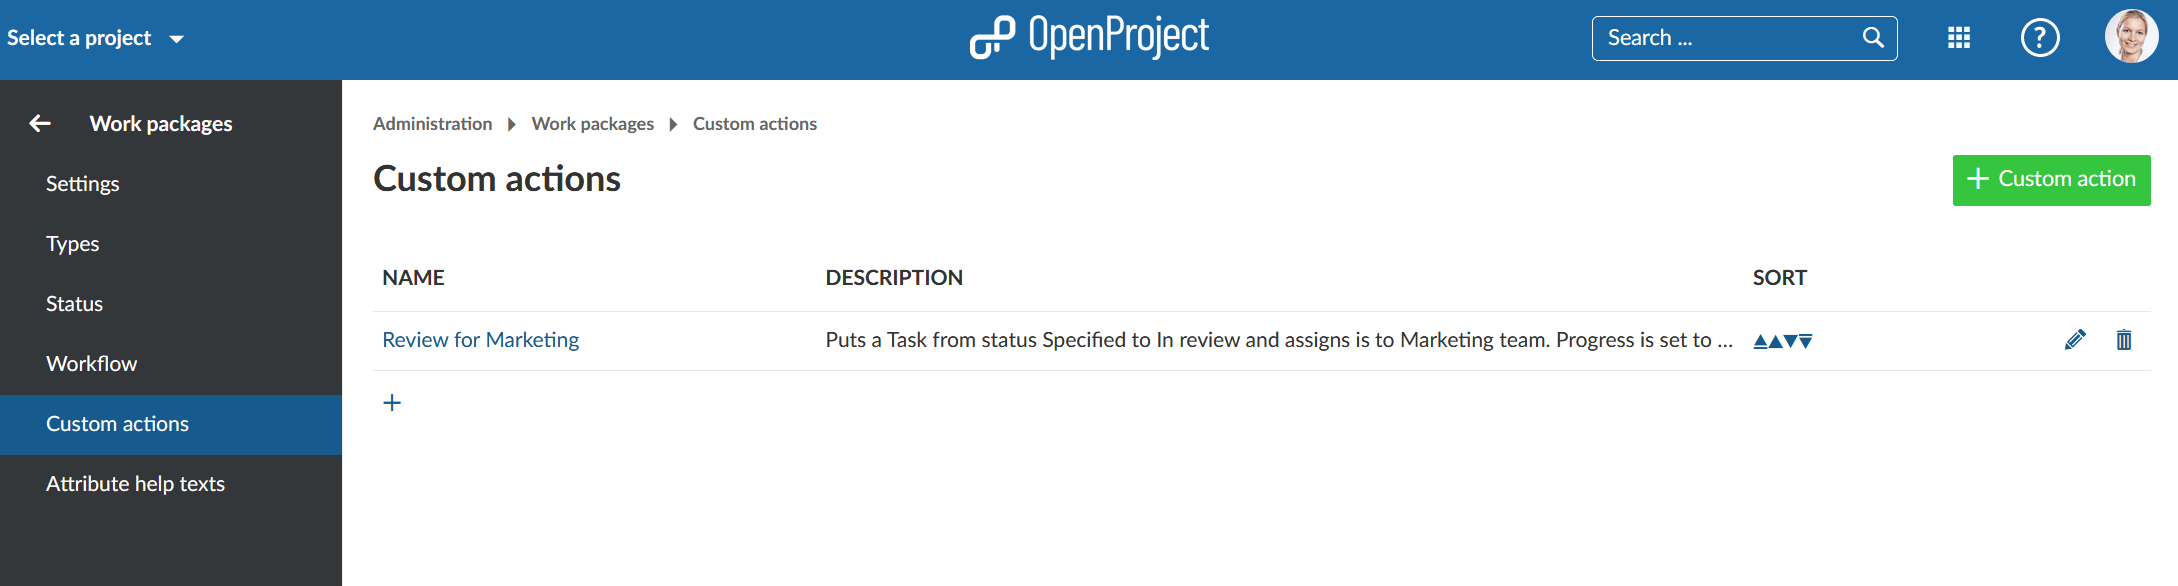 Select a project
OpenProject
Search ...
?
Work packages
Settings
Types
Status
Workflow
Custom actions
Attribute help texts
Administration Work packages Custom actions
Custom actions
+ Custom action
NAME DESCRIPTION SORT
Review for Marketing Puts a Task from status Specified to In review and assigns is to Marketing team. Progress is set to ...
+